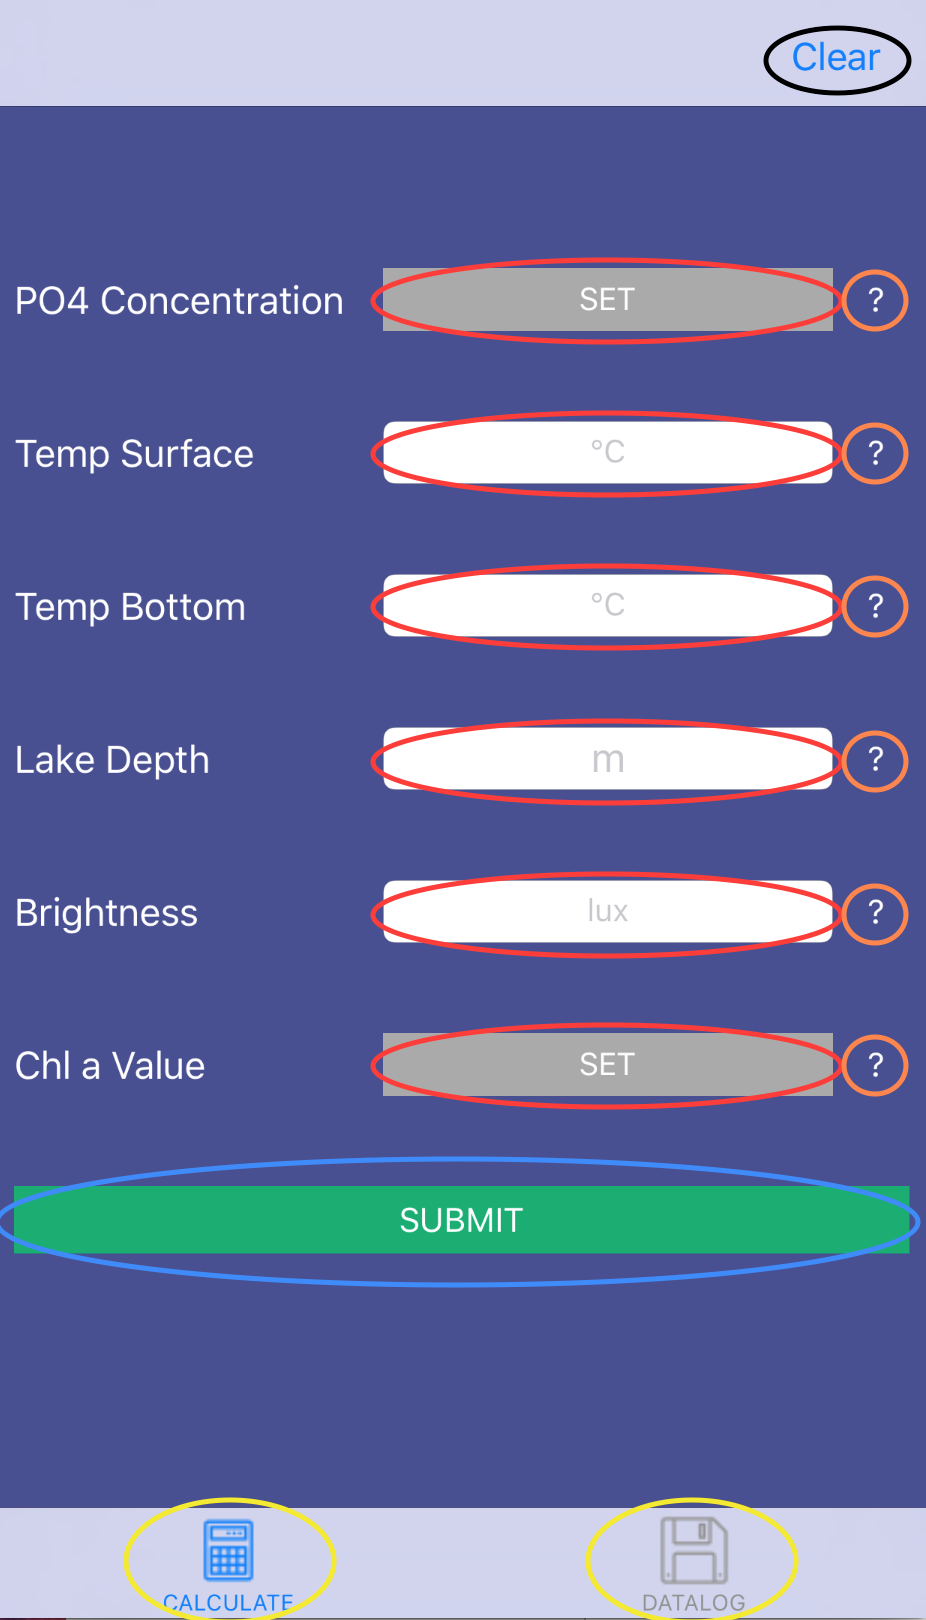 Clear
PO4 Concentration SET ?
Temp Surface °C ?
Temp Bottom °C ?
Lake Depth m ?
Brightness lux ?
Chl a Value SET ?
SUBMIT
CALCULATE DATALOG